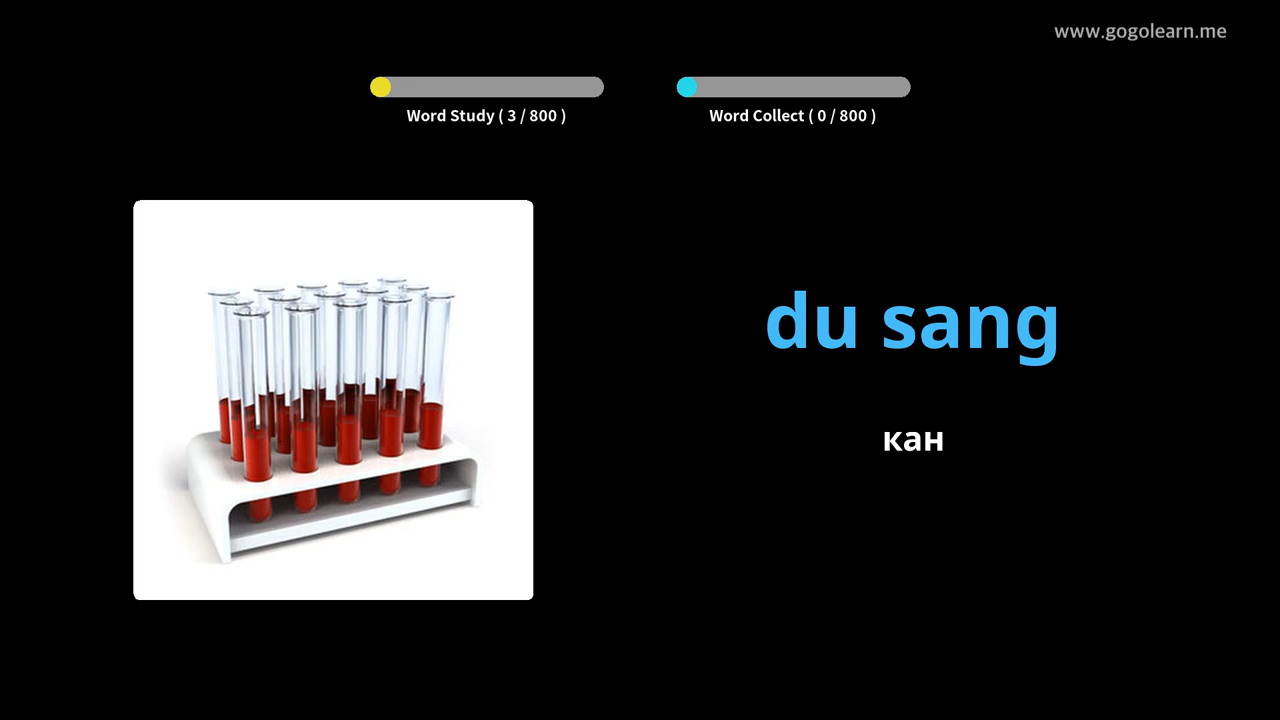 www.gogolearn.me
Word Study ( 3 / 800 )
Word Collect ( 0 / 800 )
du sang
кан